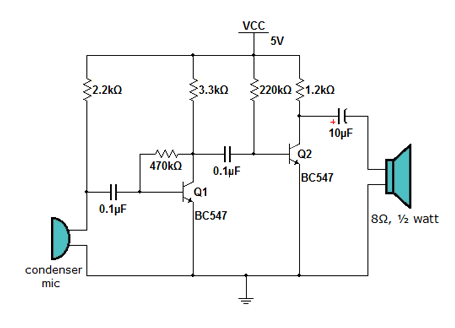 VCC
5V
2.2kΩ
3.3kΩ
220kΩ
1.2kΩ
+
10µF
470kΩ
0.1µF
Q2
BC547
Q1
BC547
0.1µF
8Ω, ½ watt
condenser
mic